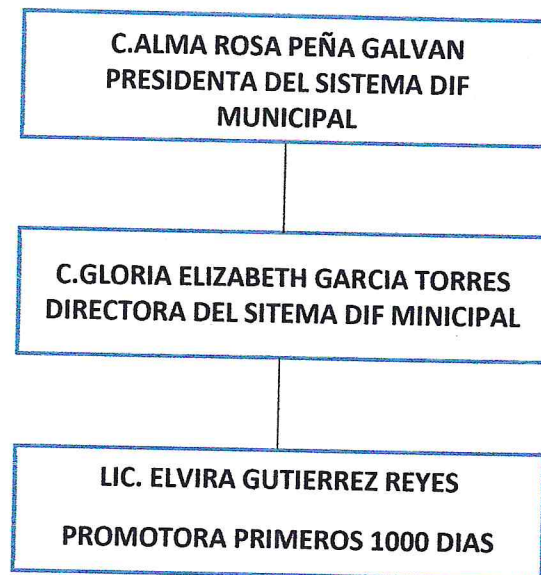 C.ALMA ROSA PEÑA GALVAN
PRESIDENTA DEL SISTEMA DIF
MUNICIPAL
C.GLORIA ELIZABETH GARCIA TORRES
DIRECTORA DEL SITEMA DIF MINICIPAL
LIC. ELVIRA GUTIERREZ REYES
PROMOTORA PRIMEROS 1000 DIAS